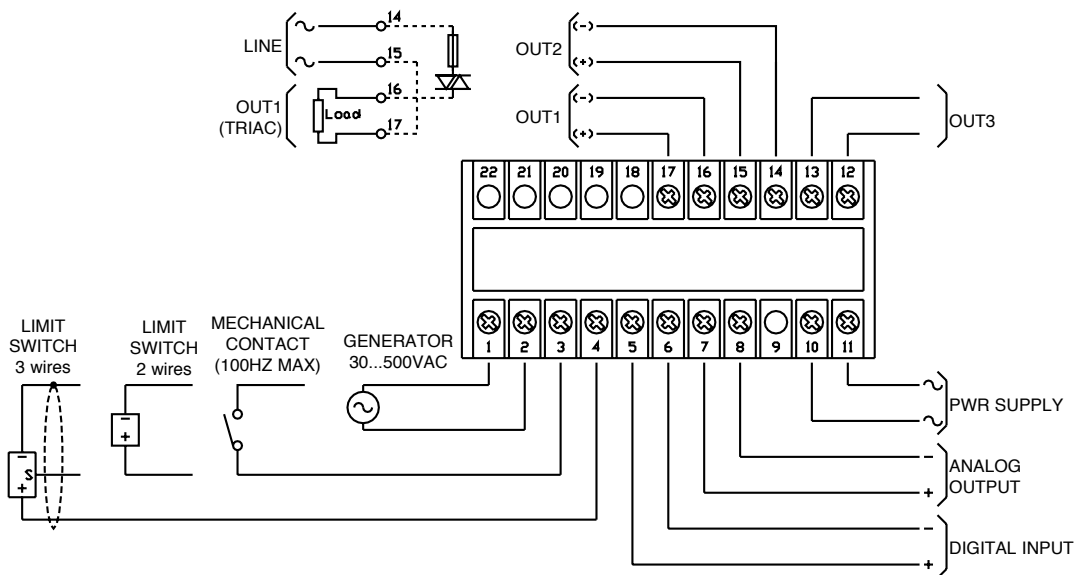 LINE
14
15
OUT1
(TRIAC)
Load
16
17
OUT2
(-)
(+)
OUT1
(-)
(+)
OUT3
22 21 20 19 18 17 16 15 14 13 12
1 2 3 4 5 6 7 8 9 10 11
LIMIT
SWITCH
3 wires
-
S
+
LIMIT
SWITCH
2 wires
-
+
MECHANICAL
CONTACT
(100HZ MAX)
GENERATOR
30...500VAC
PWR SUPPLY
-
+
ANALOG
OUTPUT
-
+
DIGITAL INPUT